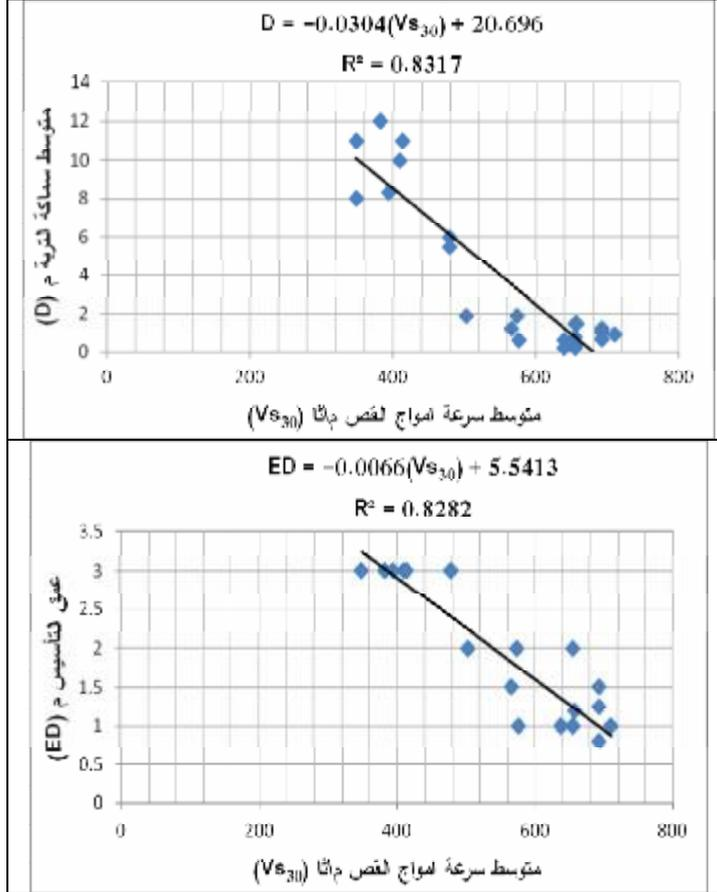 D = −0.0304(Vs30) + 20.696
R² = 0.8317
14
12
10
8
6
4
2
0
متوسط سماكة التربة م (D)
0 200 400 600 800
متوسط سرعة امواج القص م/ثا (Vs30)
ED = −0.0066(Vs30) + 5.5413
R² = 0.8282
3.5
3
2.5
2
1.5
1
0.5
0
عمق التأسيس م (ED)
0 200 400 600 800
متوسط سرعة امواج القص م/ثا (Vs30)